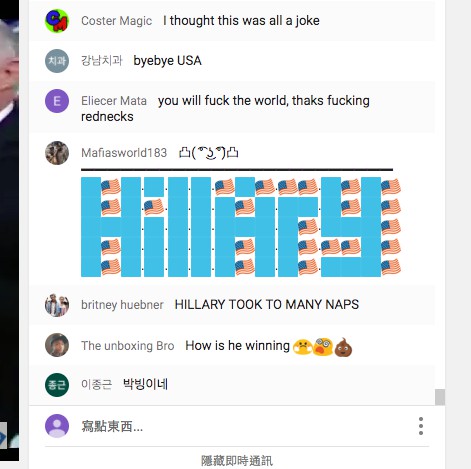 Coster Magic I thought this was all a joke
치과 강남치과 byebye USA
E Eliecer Mata you will fuck the world, thaks fucking
rednecks
Mafiasworld183 凸( ͡° ͜ʖ ͡°)凸
Hillary
britney huebner HILLARY TOOK TO MANY NAPS
The unboxing Bro How is he winning 😤🤓💩
종근 이종근 박빙이네
寫點東西...
隱藏即時通訊